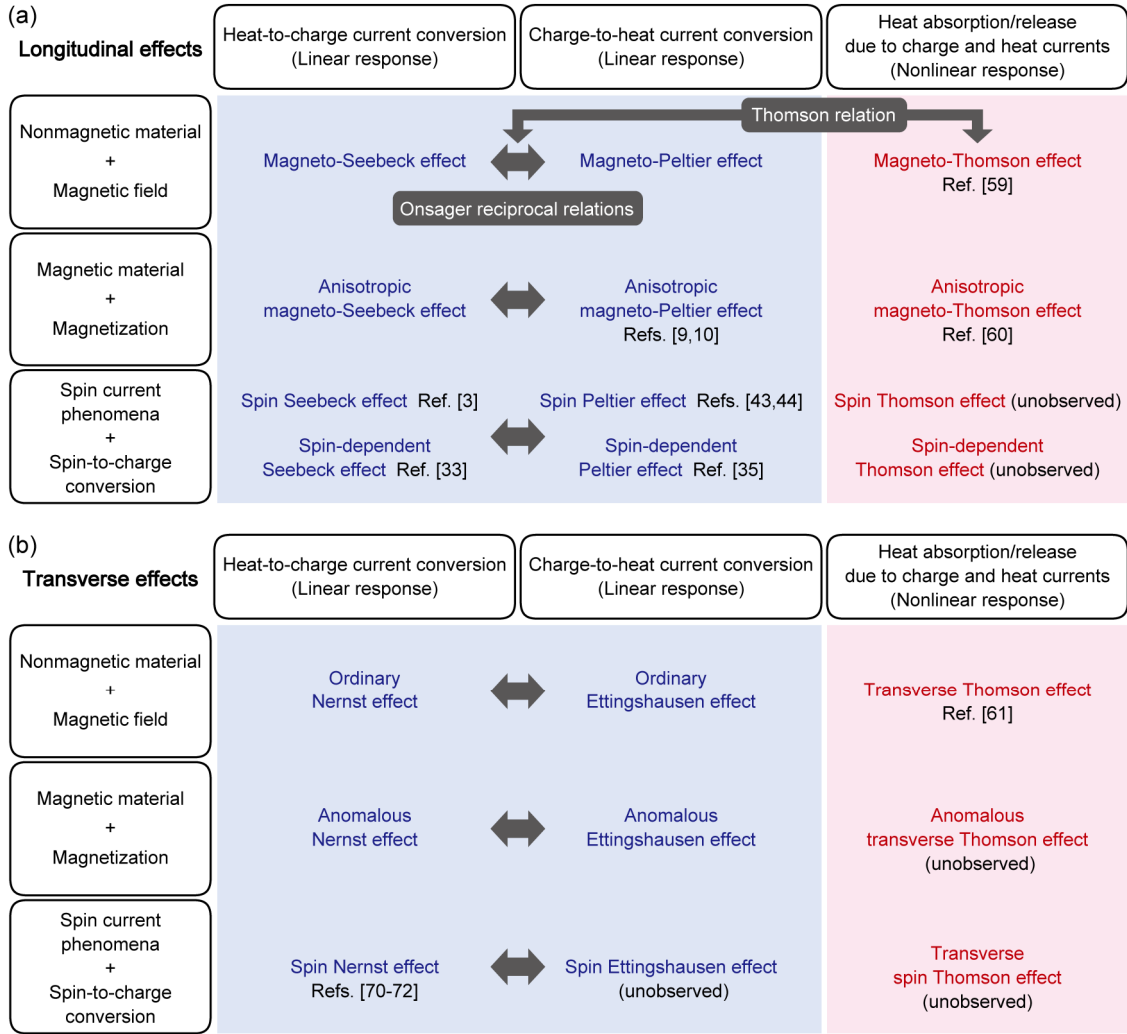 (a)
Longitudinal effects
Heat-to-charge current conversion
(Linear response)
Charge-to-heat current conversion
(Linear response)
Heat absorption/release
due to charge and heat currents
(Nonlinear response)
Nonmagnetic material
+
Magnetic field
Thomson relation
Magneto-Seebeck effect
Magneto-Peltier effect
Magneto-Thomson effect
Ref. [59]
Onsager reciprocal relations
Magnetic material
+
Magnetization
Anisotropic
magneto-Seebeck effect
Anisotropic
magneto-Peltier effect
Refs. [9,10]
Anisotropic
magneto-Thomson effect
Ref. [60]
Spin current
phenomena
+
Spin-to-charge
conversion
Spin Seebeck effect Ref. [3]
Spin Peltier effect Refs. [43,44]
Spin Thomson effect (unobserved)
Spin-dependent
Seebeck effect Ref. [33]
Spin-dependent
Peltier effect Ref. [35]
Spin-dependent
Thomson effect (unobserved)
(b)
Transverse effects
Heat-to-charge current conversion
(Linear response)
Charge-to-heat current conversion
(Linear response)
Heat absorption/release
due to charge and heat currents
(Nonlinear response)
Nonmagnetic material
+
Magnetic field
Ordinary
Nernst effect
Ordinary
Ettingshausen effect
Transverse Thomson effect
Ref. [61]
Magnetic material
+
Magnetization
Anomalous
Nernst effect
Anomalous
Ettingshausen effect
Anomalous
transverse Thomson effect
(unobserved)
Spin current
phenomena
+
Spin-to-charge
conversion
Spin Nernst effect
Refs. [70-72]
Spin Ettingshausen effect
(unobserved)
Transverse
spin Thomson effect
(unobserved)